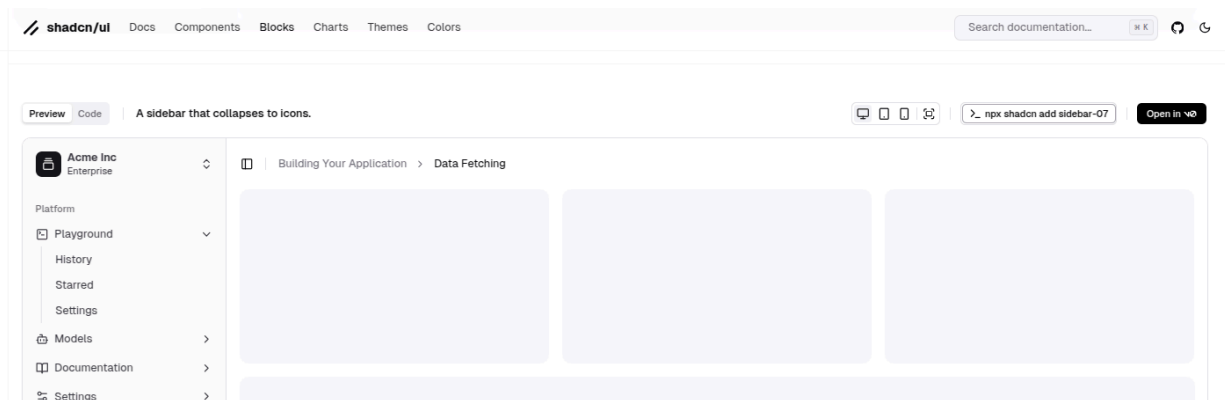 shadcn/ui Docs Components Blocks Charts Themes Colors Search documentation... ⌘ K
Preview Code A sidebar that collapses to icons. >_ npx shadcn add sidebar-07 Open in v0
Acme Inc
Enterprise
Building Your Application > Data Fetching
Platform
Playground
History
Starred
Settings
Models
Documentation
Settings